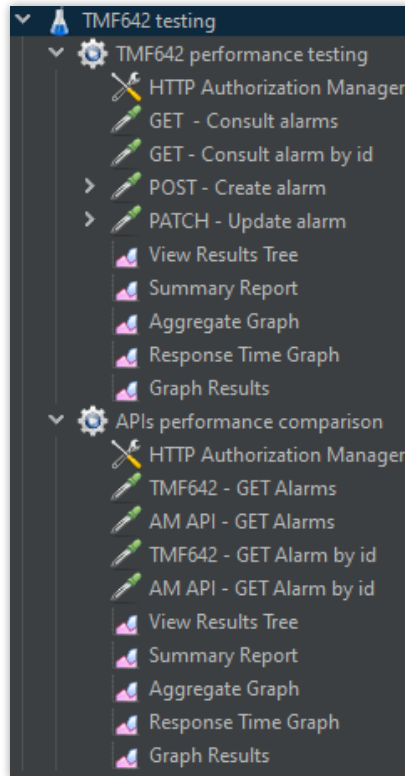 TMF642 testing
TMF642 performance testing
HTTP Authorization Manager
GET - Consult alarms
GET - Consult alarm by id
POST - Create alarm
PATCH - Update alarm
View Results Tree
Summary Report
Aggregate Graph
Response Time Graph
Graph Results
APIs performance comparison
HTTP Authorization Manager
TMF642 - GET Alarms
AM API - GET Alarms
TMF642 - GET Alarm by id
AM API - GET Alarm by id
View Results Tree
Summary Report
Aggregate Graph
Response Time Graph
Graph Results